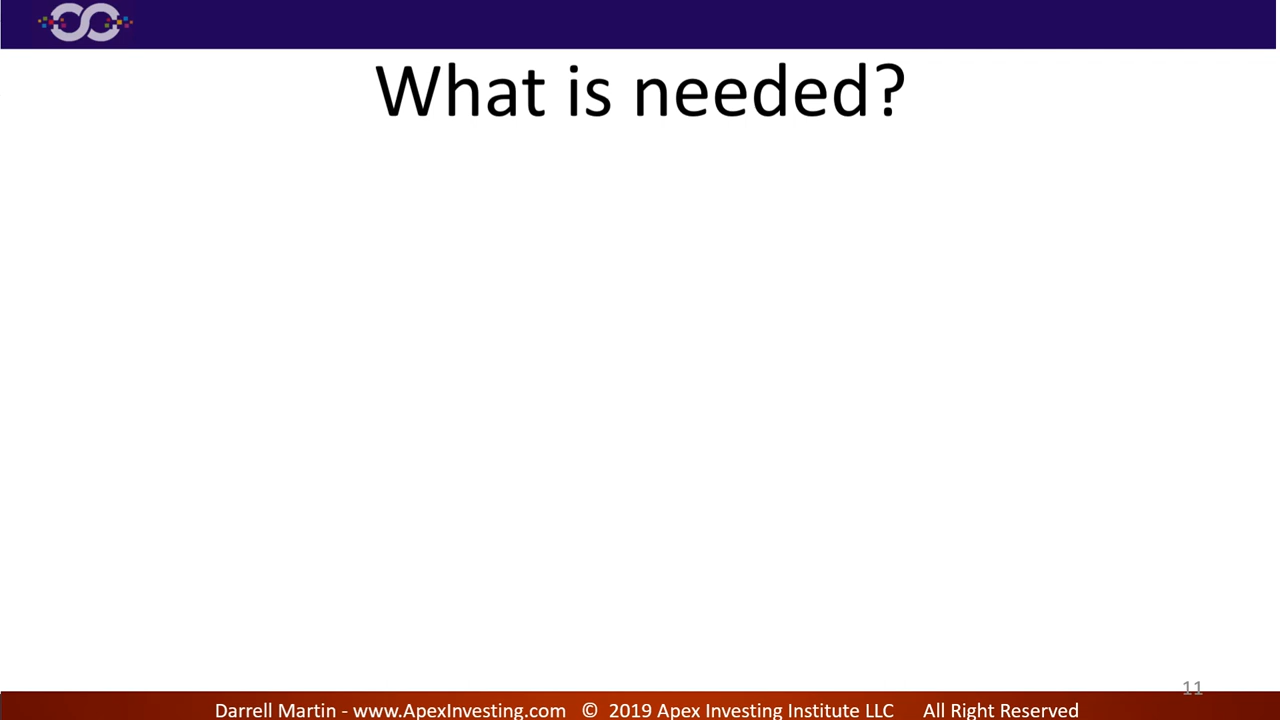 What is needed?
11
Darrell Martin - www.ApexInvesting.com © 2019 Apex Investing Institute LLC All Right Reserved